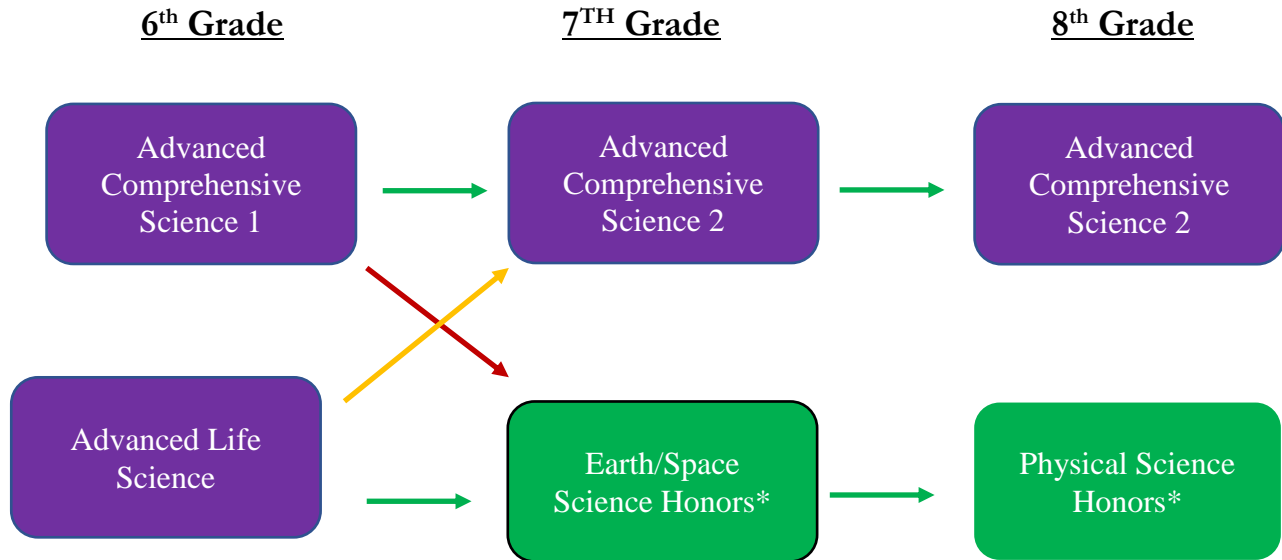 6th Grade
7TH Grade
8th Grade
Advanced
Comprehensive
Science 1
Advanced
Comprehensive
Science 2
Advanced
Comprehensive
Science 2
Advanced Life
Science
Earth/Space
Science Honors*
Physical Science
Honors*